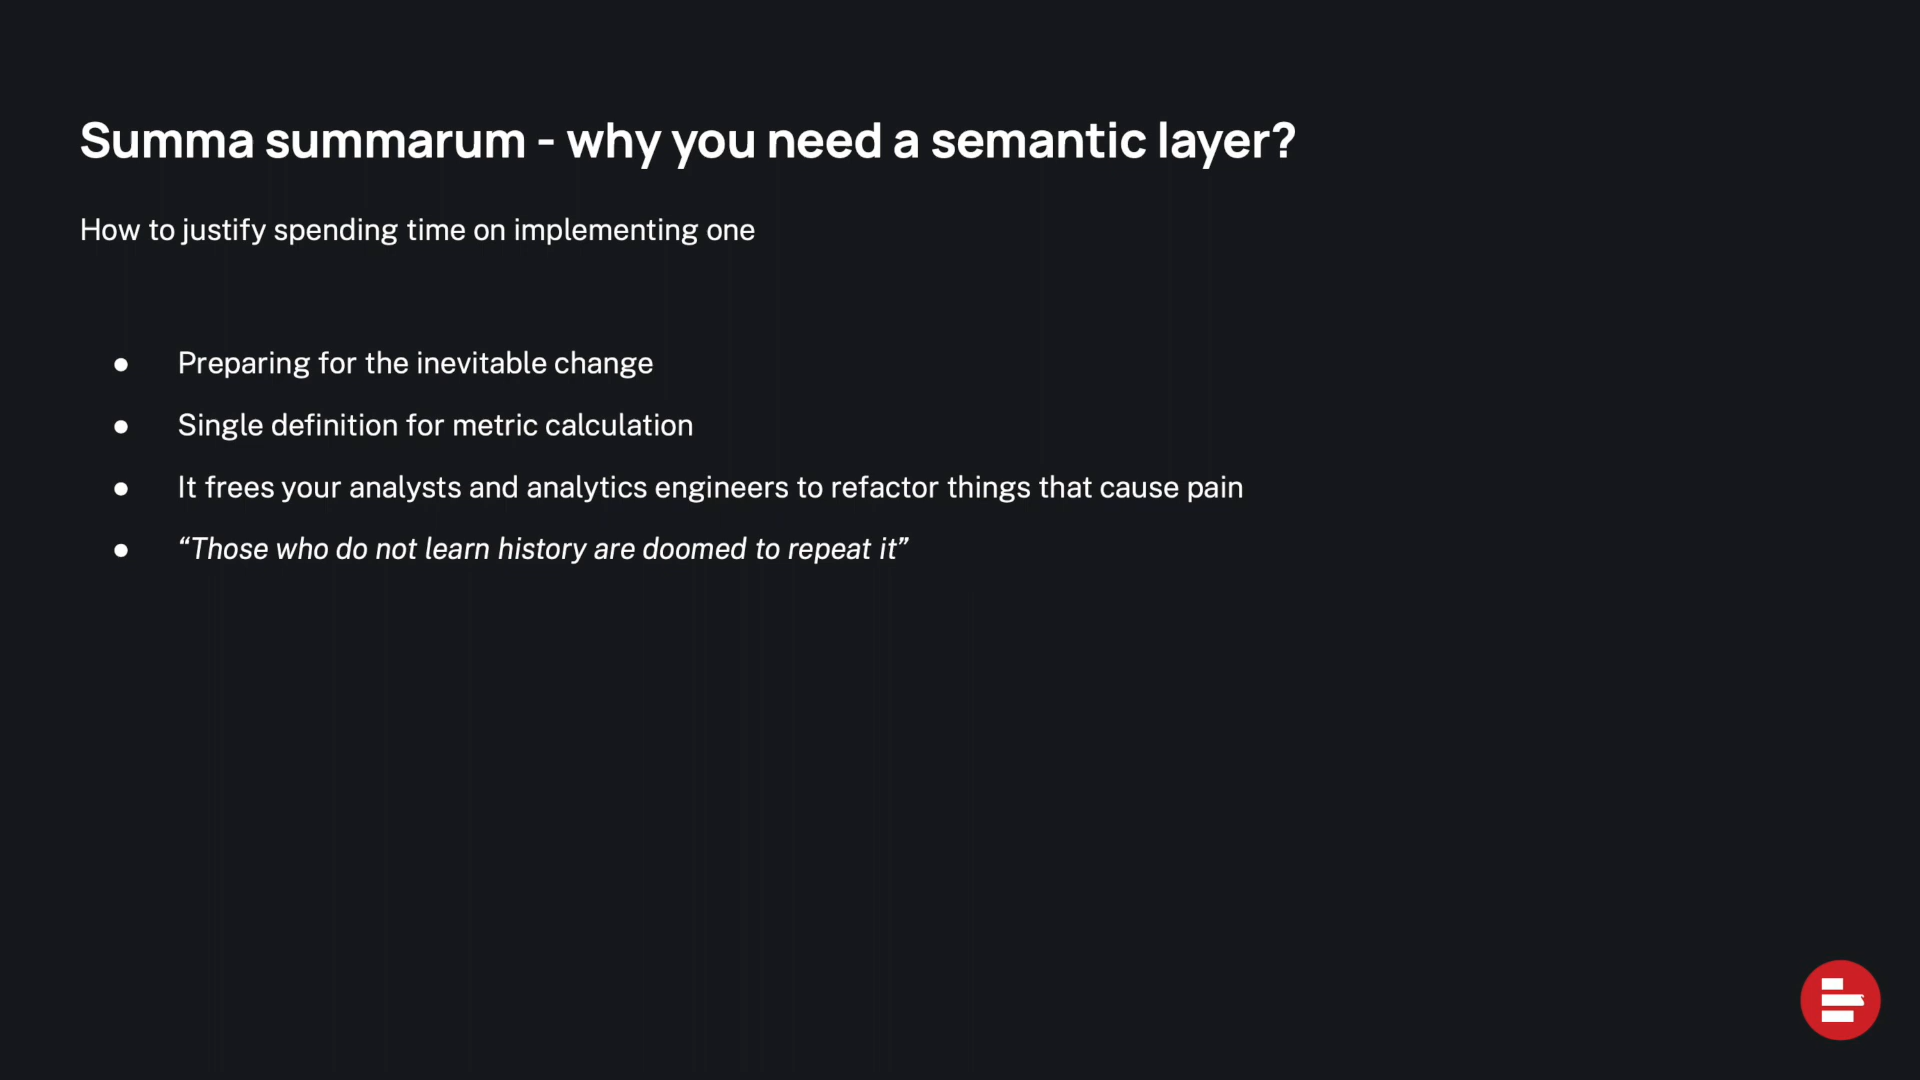 Summa summarum - why you need a semantic layer?
How to justify spending time on implementing one
● Preparing for the inevitable change
● Single definition for metric calculation
● It frees your analysts and analytics engineers to refactor things that cause pain
● “Those who do not learn history are doomed to repeat it”